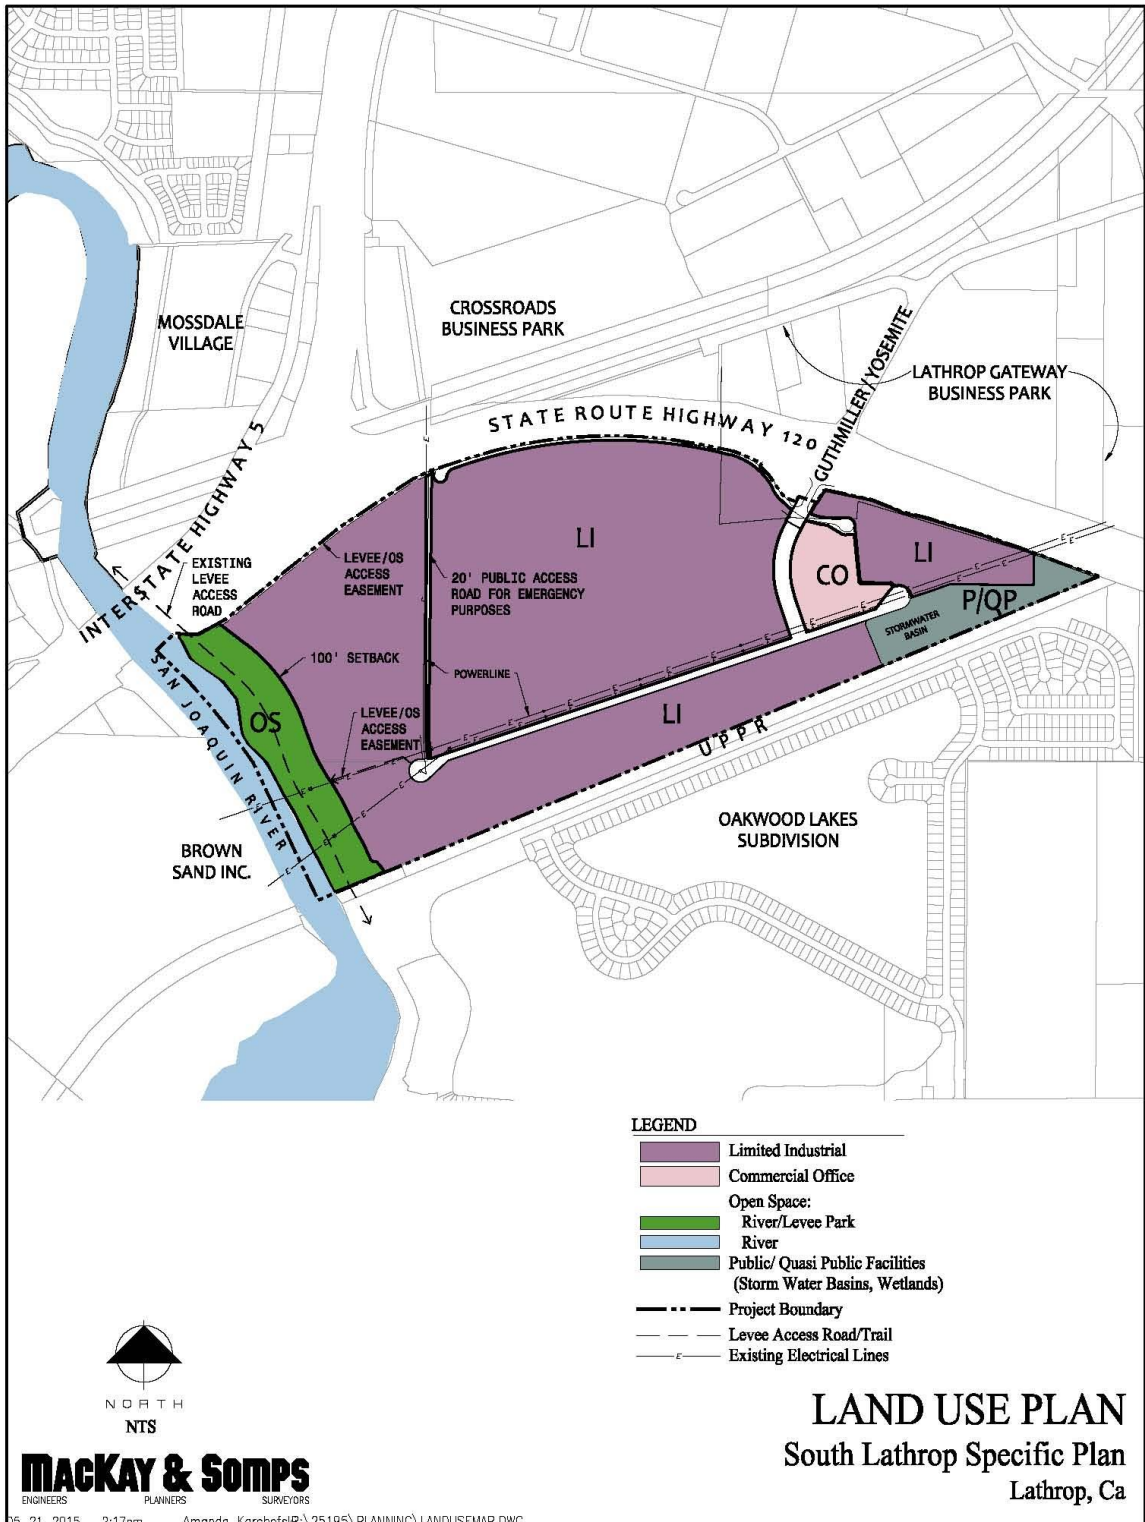 MOSSDALE
VILLAGE
CROSSROADS
BUSINESS PARK
GUTHMILLER/YOSEMITE
LATHROP GATEWAY
BUSINESS PARK
STATE ROUTE HIGHWAY 120
INTERSTATE HIGHWAY 5
EXISTING
LEVEE
ACCESS
ROAD
LEVEE/OS
ACCESS
EASEMENT
20' PUBLIC ACCESS
ROAD FOR EMERGENCY
PURPOSES
LI
LI
CO
P/QP
STORMWATER
BASIN
100' SETBACK
POWERLINE
LEVEE/OS
ACCESS
EASEMENT
OS
LI
UPPR
SAN JOAQUIN RIVER
BROWN
SAND INC.
OAKWOOD LAKES
SUBDIVISION
LEGEND
Limited Industrial
Commercial Office
Open Space:
River/Levee Park
River
Public/ Quasi Public Facilities
(Storm Water Basins, Wetlands)
Project Boundary
Levee Access Road/Trail
E
Existing Electrical Lines
NORTH
NTS
LAND USE PLAN
South Lathrop Specific Plan
Lathrop, Ca
MACKAY & SOMPS
ENGINEERS PLANNERS SURVEYORS